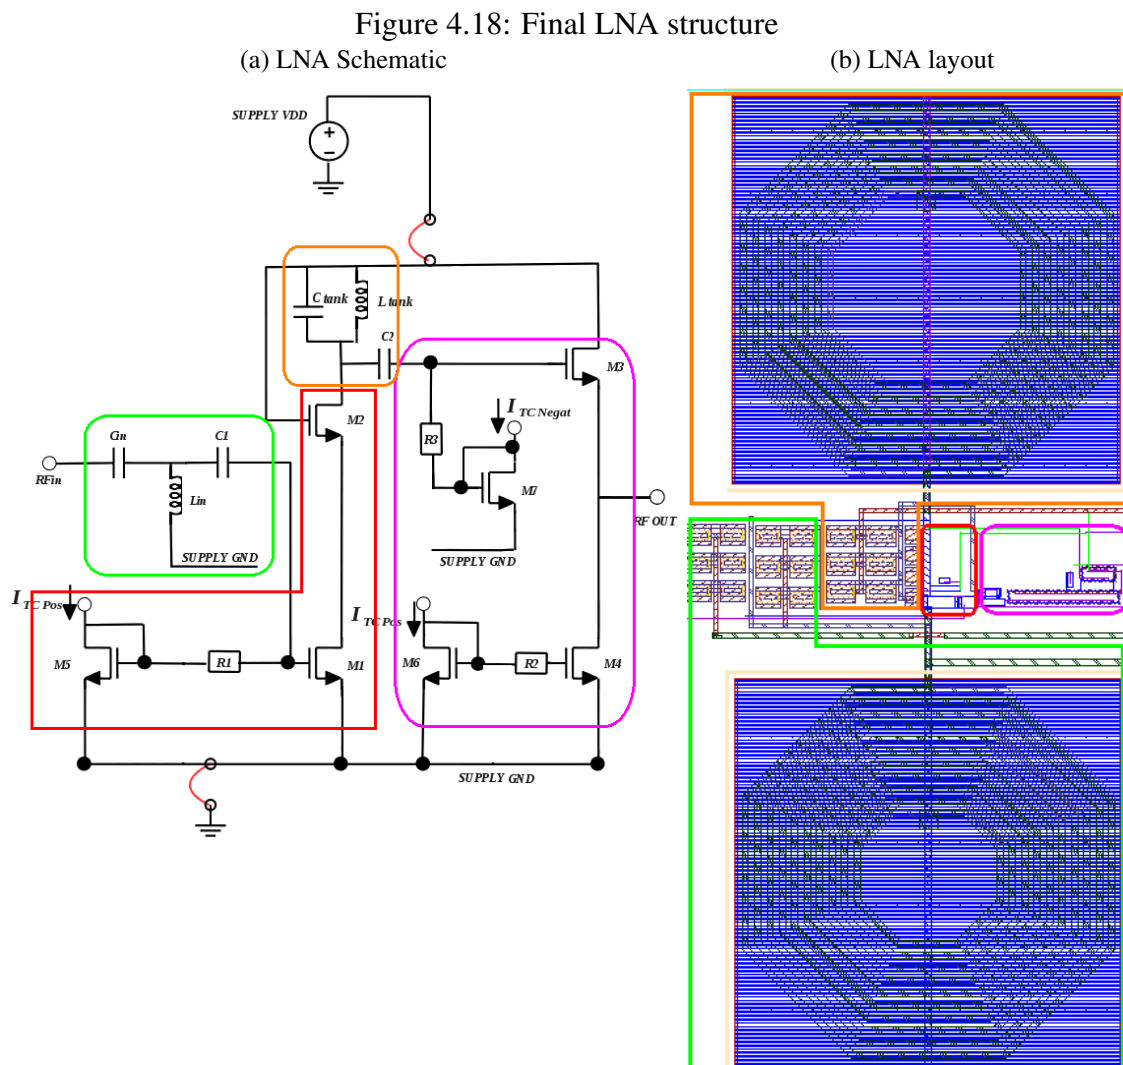 Figure 4.18: Final LNA structure
(a) LNA Schematic
(b) LNA layout
SUPPLY VDD
C tank
L tank
C2
M3
I TC Negat
M2
Cin
C1
R3
RFin
Lin
M7
RF OUT
SUPPLY GND
SUPPLY GND
I TC Pos
I TC Pos
M5
R1
M1
M6
R2
M4
SUPPLY GND